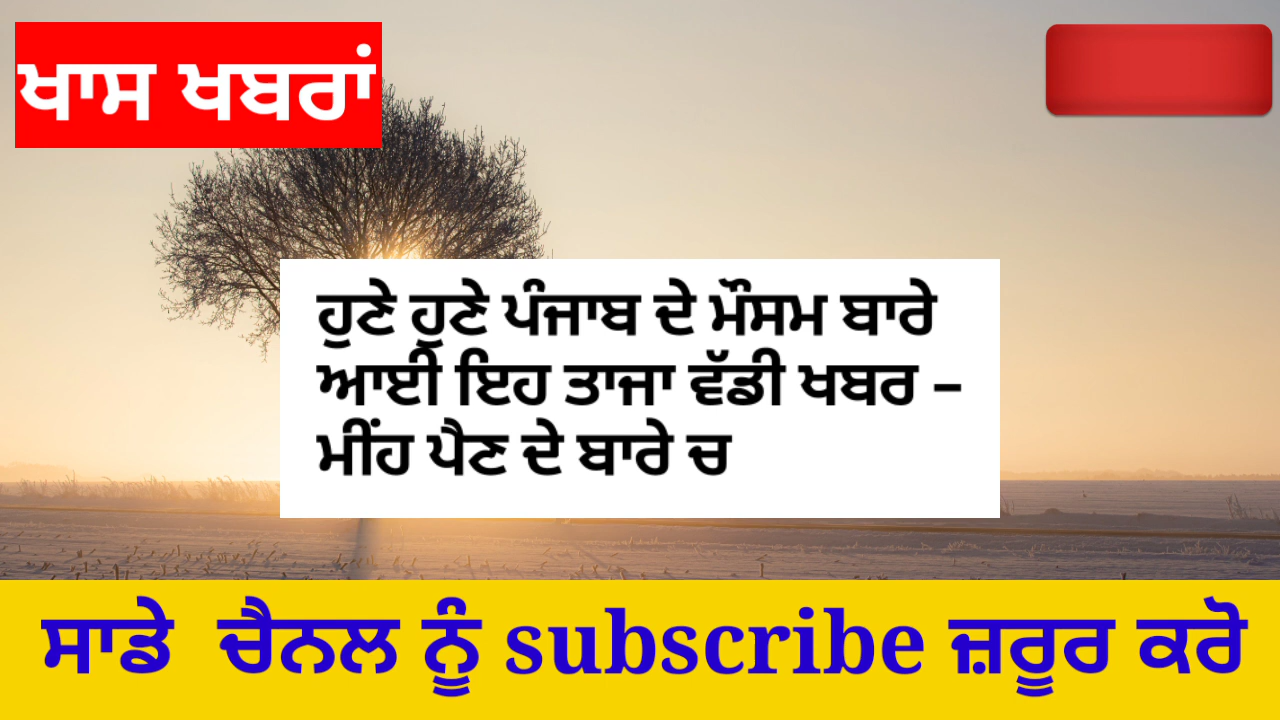 ਖਾਸ ਖਬਰਾਂ
ਹੁਣੇ ਹੁਣੇ ਪੰਜਾਬ ਦੇ ਮੌਸਮ ਬਾਰੇ
ਆਈ ਇਹ ਤਾਜਾ ਵੱਡੀ ਖਬਰ –
ਮੀਂਹ ਪੈਣ ਦੇ ਬਾਰੇ ਚ
ਸਾਡੇ ਚੈਨਲ ਨੂੰ subscribe ਜ਼ਰੂਰ ਕਰੋ